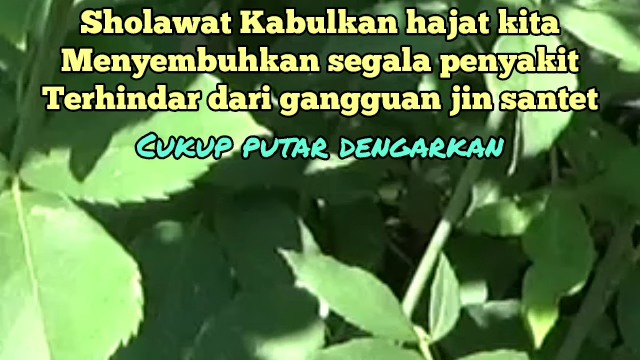 Sholawat Kabulkan hajat kita
Menyembuhkan segala penyakit
Terhindar dari gangguan jin santet
Cukup putar dengarkan